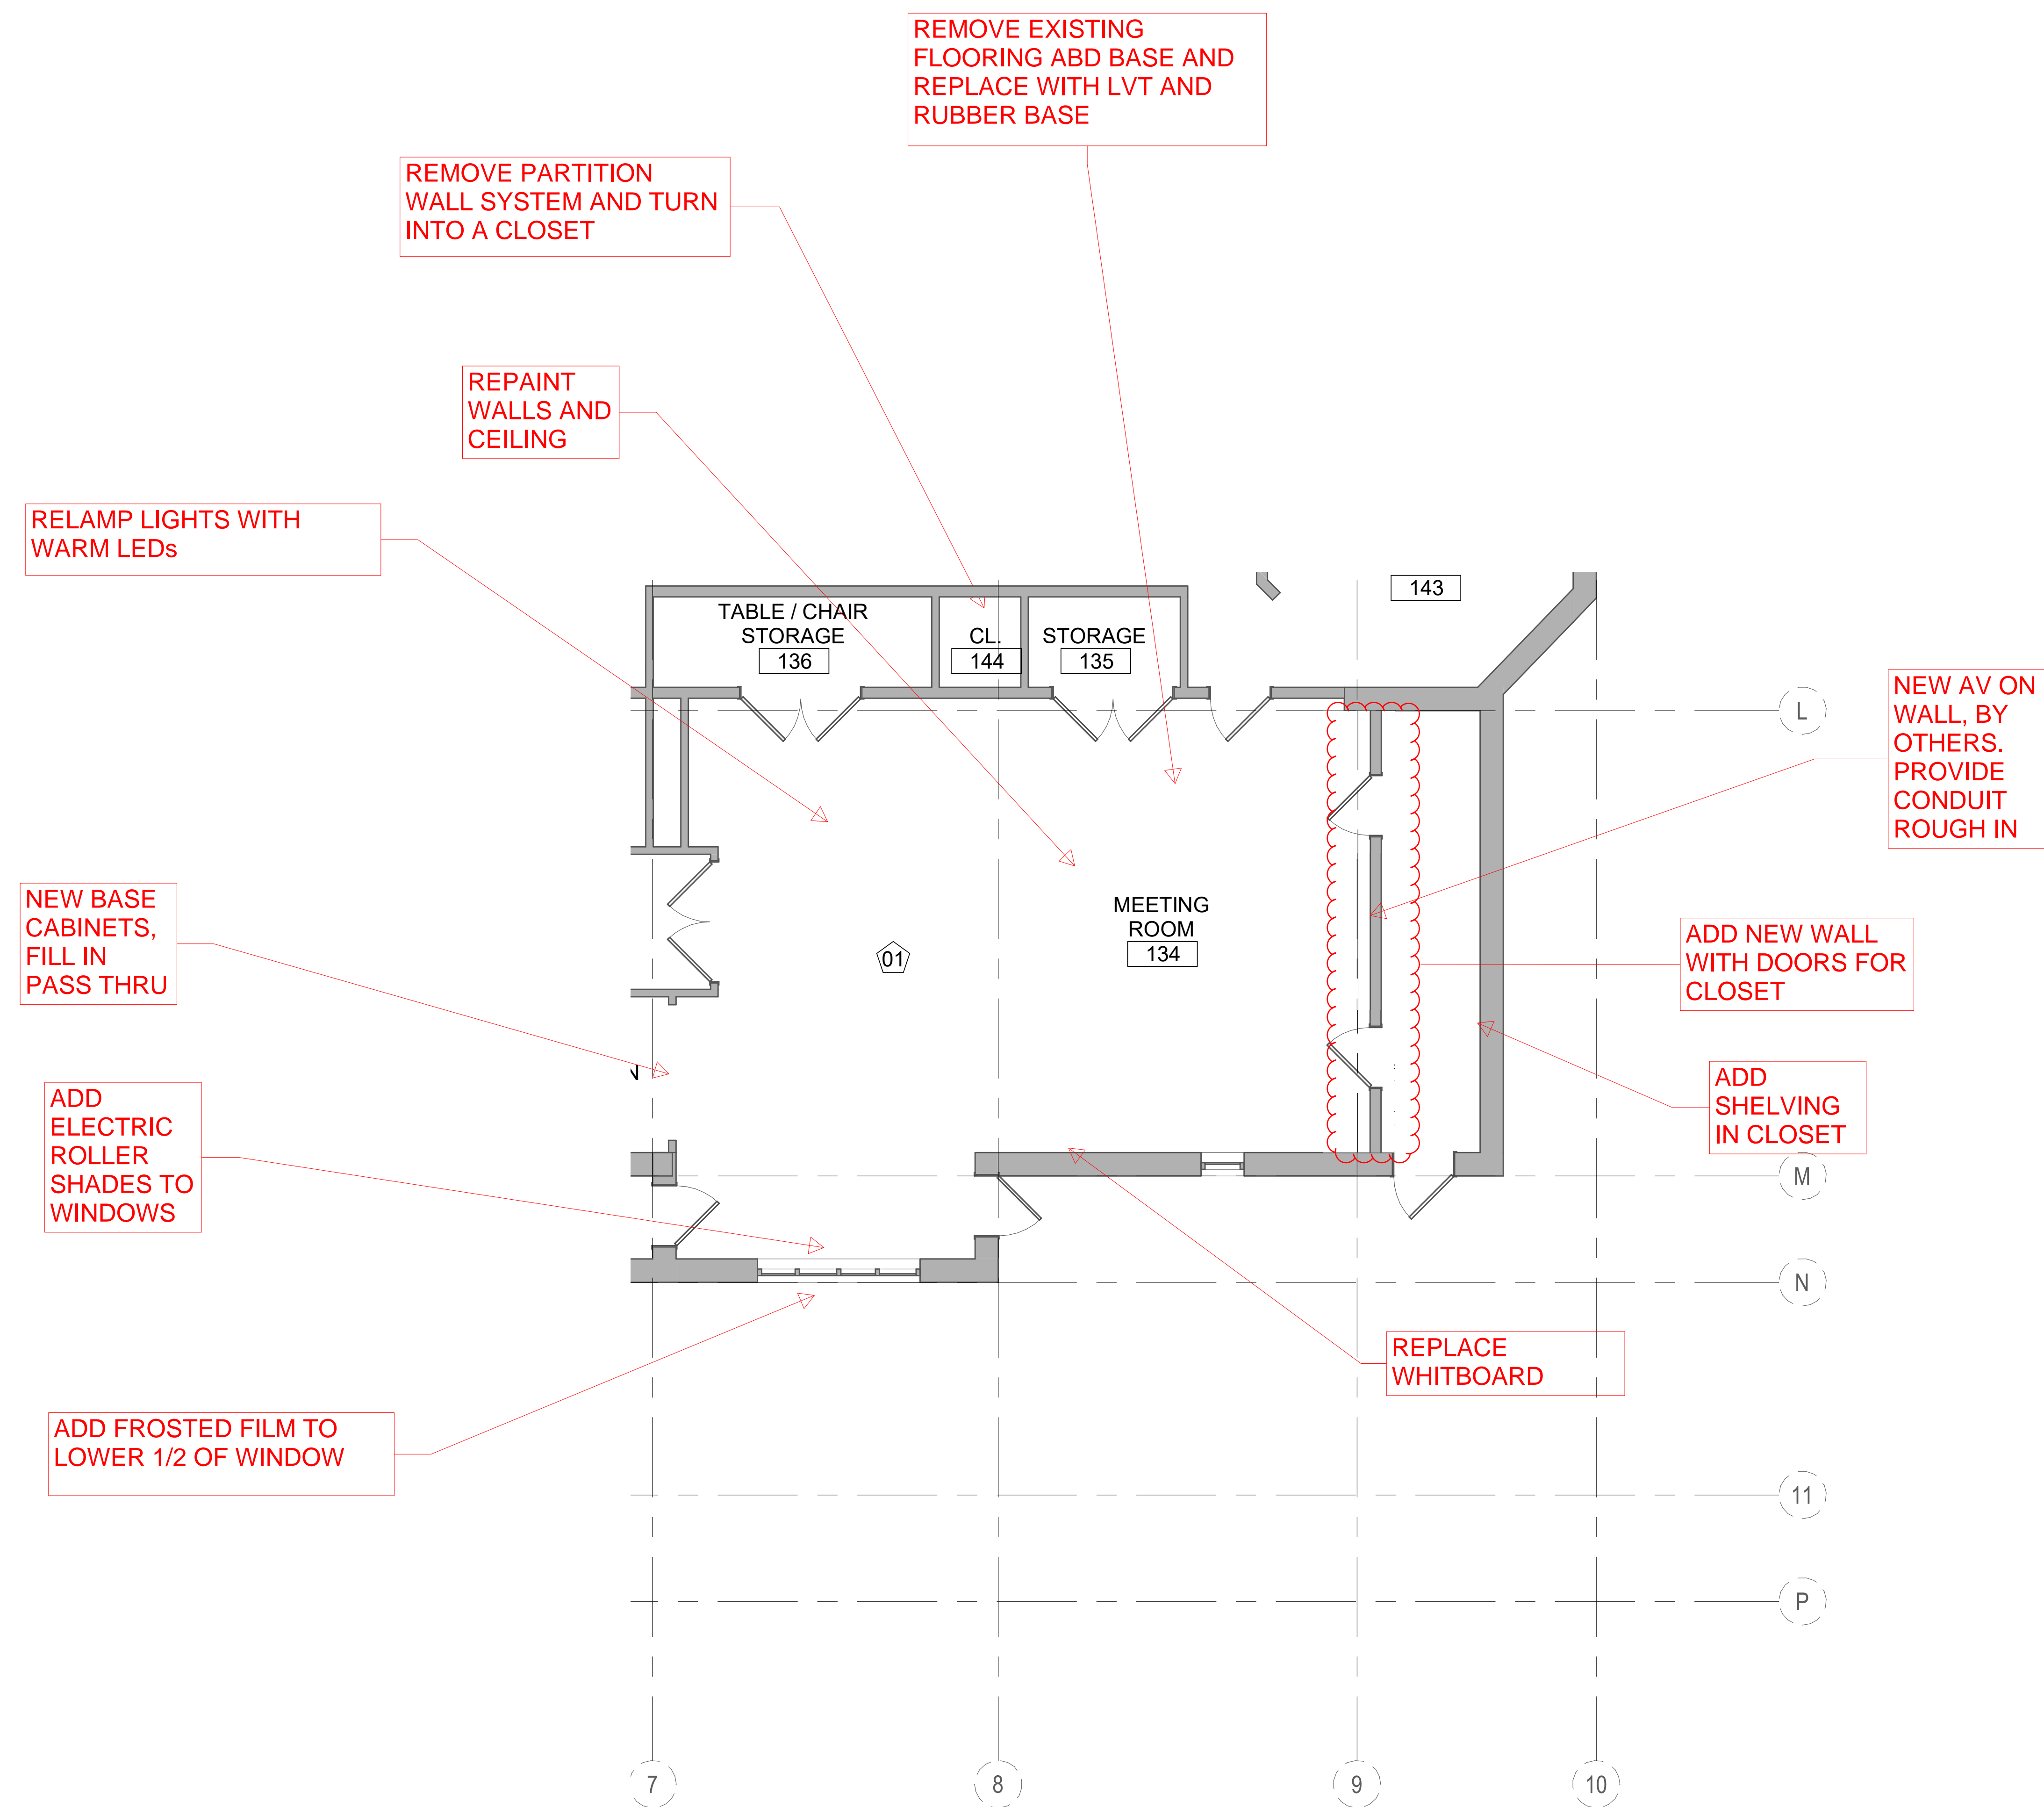 REMOVE EXISTING
FLOORING ABD BASE AND
REPLACE WITH LVT AND
RUBBER BASE
REMOVE PARTITION
WALL SYSTEM AND TURN
INTO A CLOSET
REPAINT
WALLS AND
CEILING
RELAMP LIGHTS WITH
WARM LEDs
143
TABLE / CHAIR
STORAGE
136
CL.
144
STORAGE
135
NEW AV ON
WALL, BY
OTHERS.
PROVIDE
CONDUIT
ROUGH IN
L
NEW BASE
CABINETS,
FILL IN
PASS THRU
01
MEETING
ROOM
134
ADD NEW WALL
WITH DOORS FOR
CLOSET
N
ADD
SHELVING
IN CLOSET
ADD
ELECTRIC
ROLLER
SHADES TO
WINDOWS
M
N
REPLACE
WHITBOARD
ADD FROSTED FILM TO
LOWER 1/2 OF WINDOW
11
P
7
8
9
10